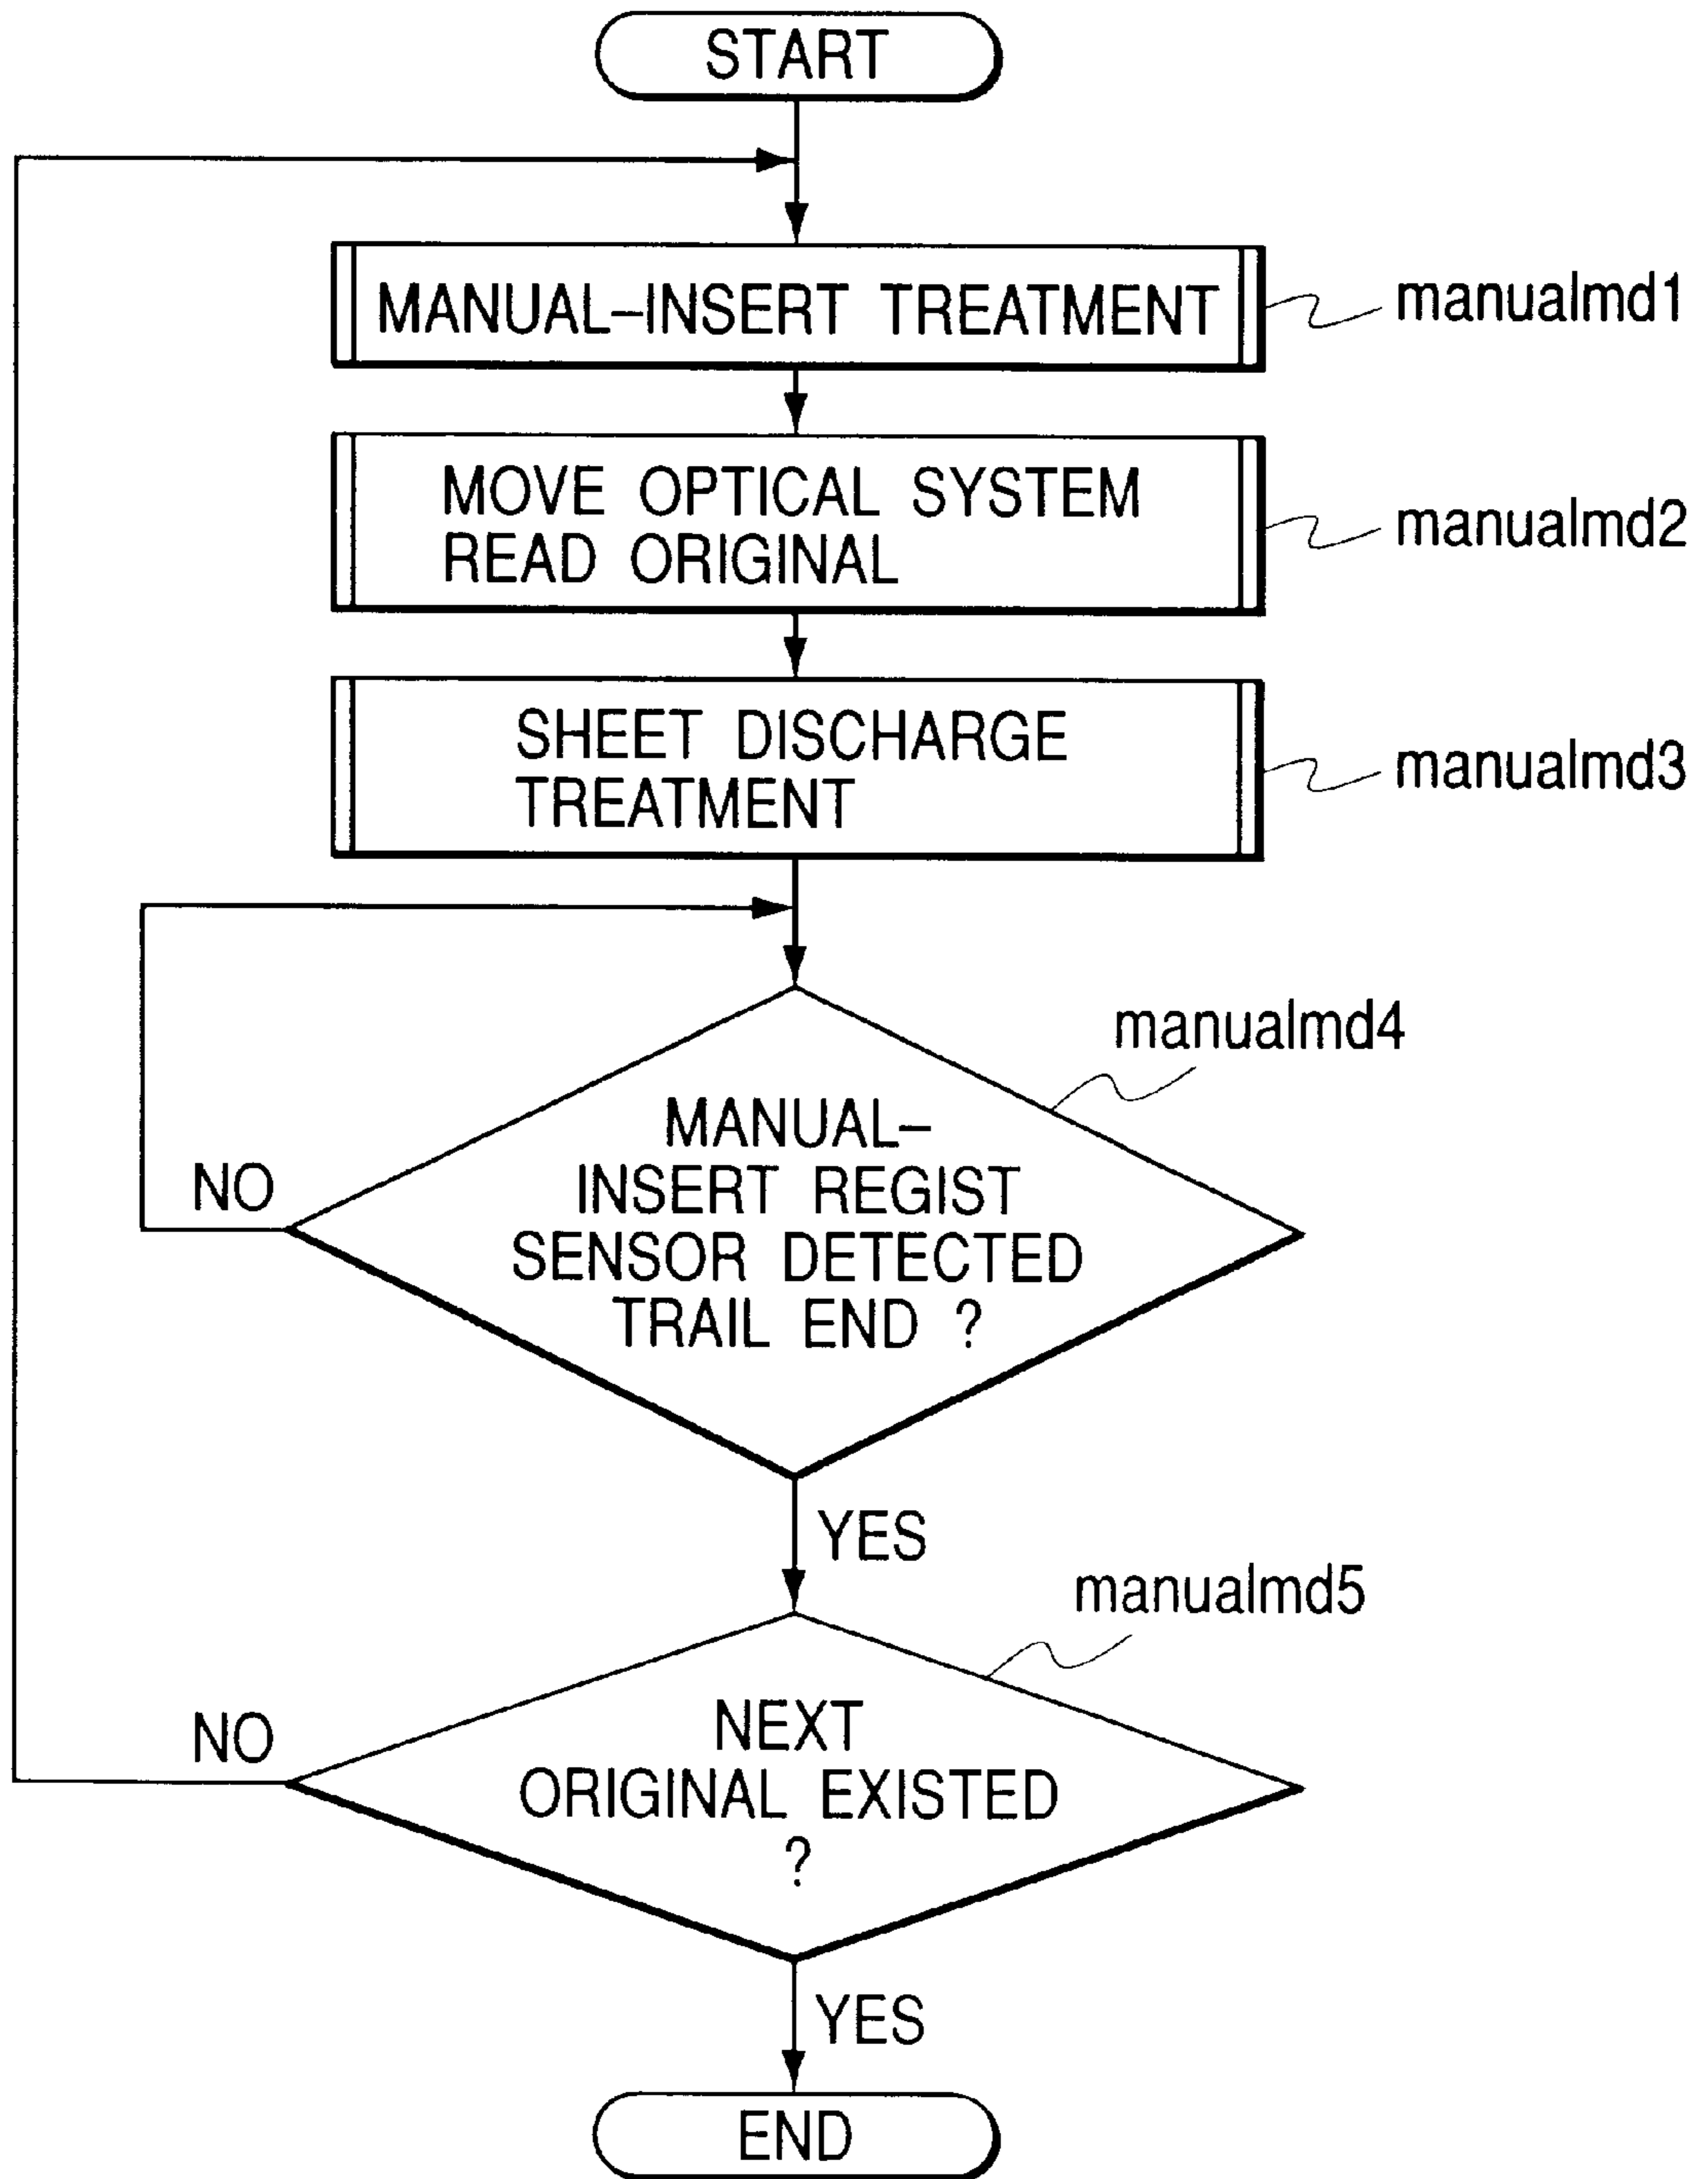 START
MANUAL–INSERT TREATMENT
manualmd1
MOVE OPTICAL SYSTEM
READ ORIGINAL
manualmd2
SHEET DISCHARGE
TREATMENT
manualmd3
manualmd4
MANUAL–
INSERT REGIST
SENSOR DETECTED
TRAIL END ?
NO
YES
manualmd5
NEXT
ORIGINAL EXISTED
?
NO
YES
END